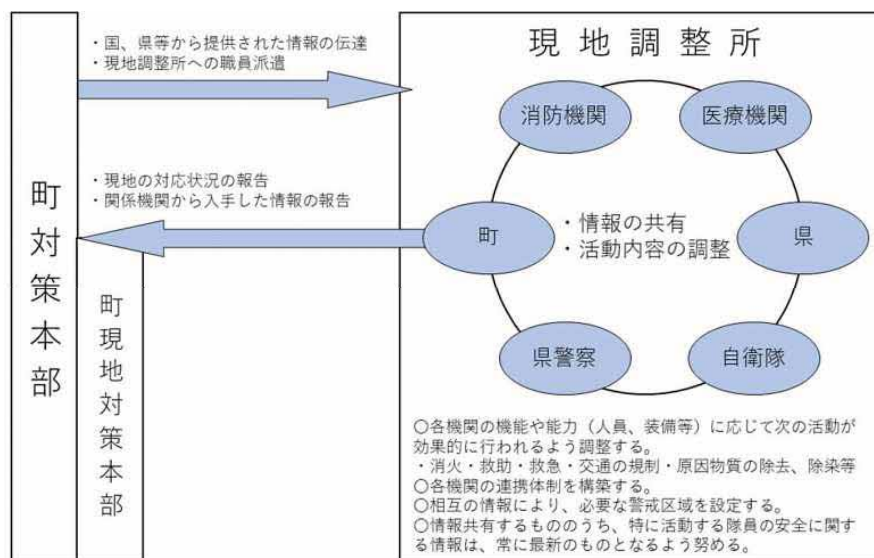 ・国、県等から提供された情報の伝達
・現地調整所への職員派遣
・現地の対応状況の報告
・関係機関から入手した情報の報告
町対策本部
町現地対策本部
現地調整所
消防機関
医療機関
町
・情報の共有
・活動内容の調整
県
県警察
自衛隊
〇各機関の機能や能力（人員、装備等）に応じて次の活動が
効果的に行われるよう調整する。
・消火・救助・救急・交通の規制・原因物質の除去、除染等
〇各機関の連携体制を構築する。
〇相互の情報により、必要な警戒区域を設定する。
〇情報共有するもののうち、特に活動する隊員の安全に関す
る情報は、常に最新のものとなるよう努める。